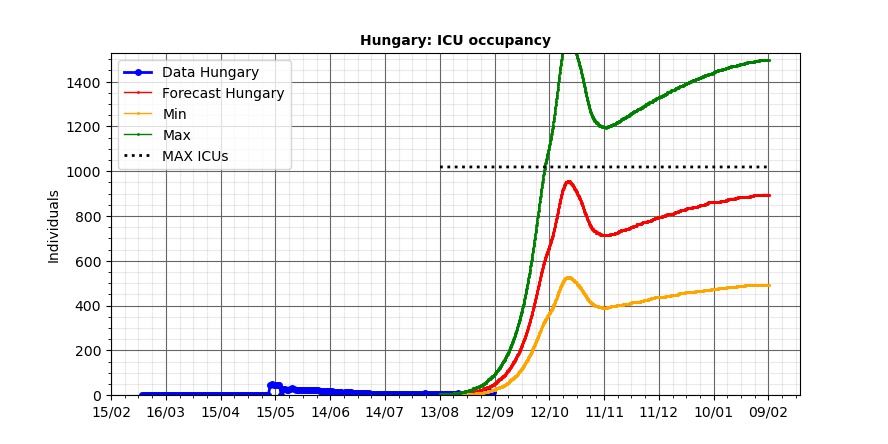 Hungary: ICU occupancy
Data Hungary
Forecast Hungary
Min
Max
MAX ICUs
Individuals
1400
1200
1000
800
600
400
200
0
15/02 16/03 15/04 15/05 14/06 14/07 13/08 12/09 12/10 11/11 11/12 10/01 09/02